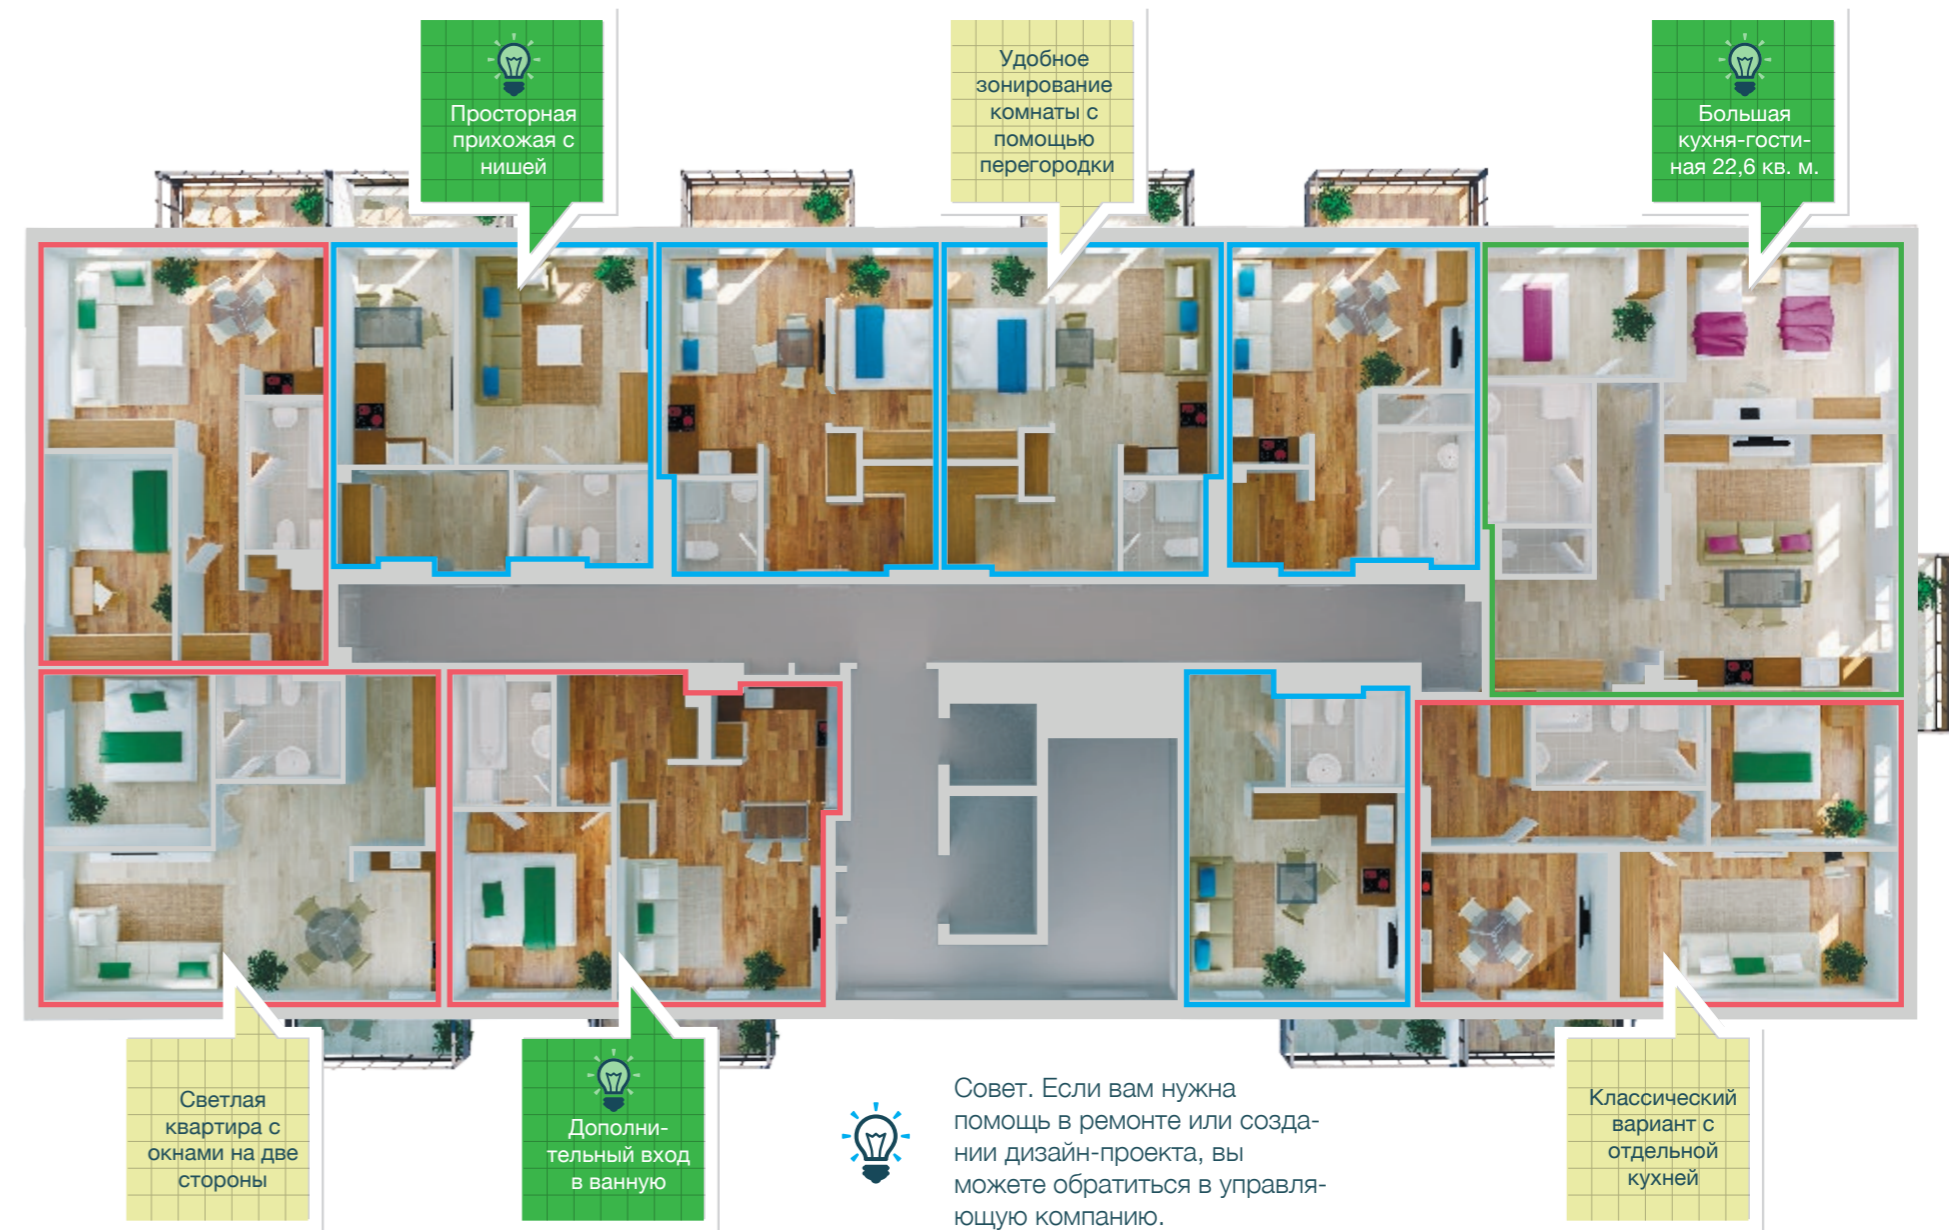 Просторная
прихожая с
нишей
Удобное
зонирование
комнаты с
помощью
перегородки
Большая
кухня-гости-
ная 22,6 кв. м.
Светлая
квартира с
окнами на две
стороны
Дополни-
тельный вход
в ванную
Совет. Если вам нужна
помощь в ремонте или созда-
нии дизайн-проекта, вы
можете обратиться в управля-
ющую компанию.
Классический
вариант с
отдельной
кухней